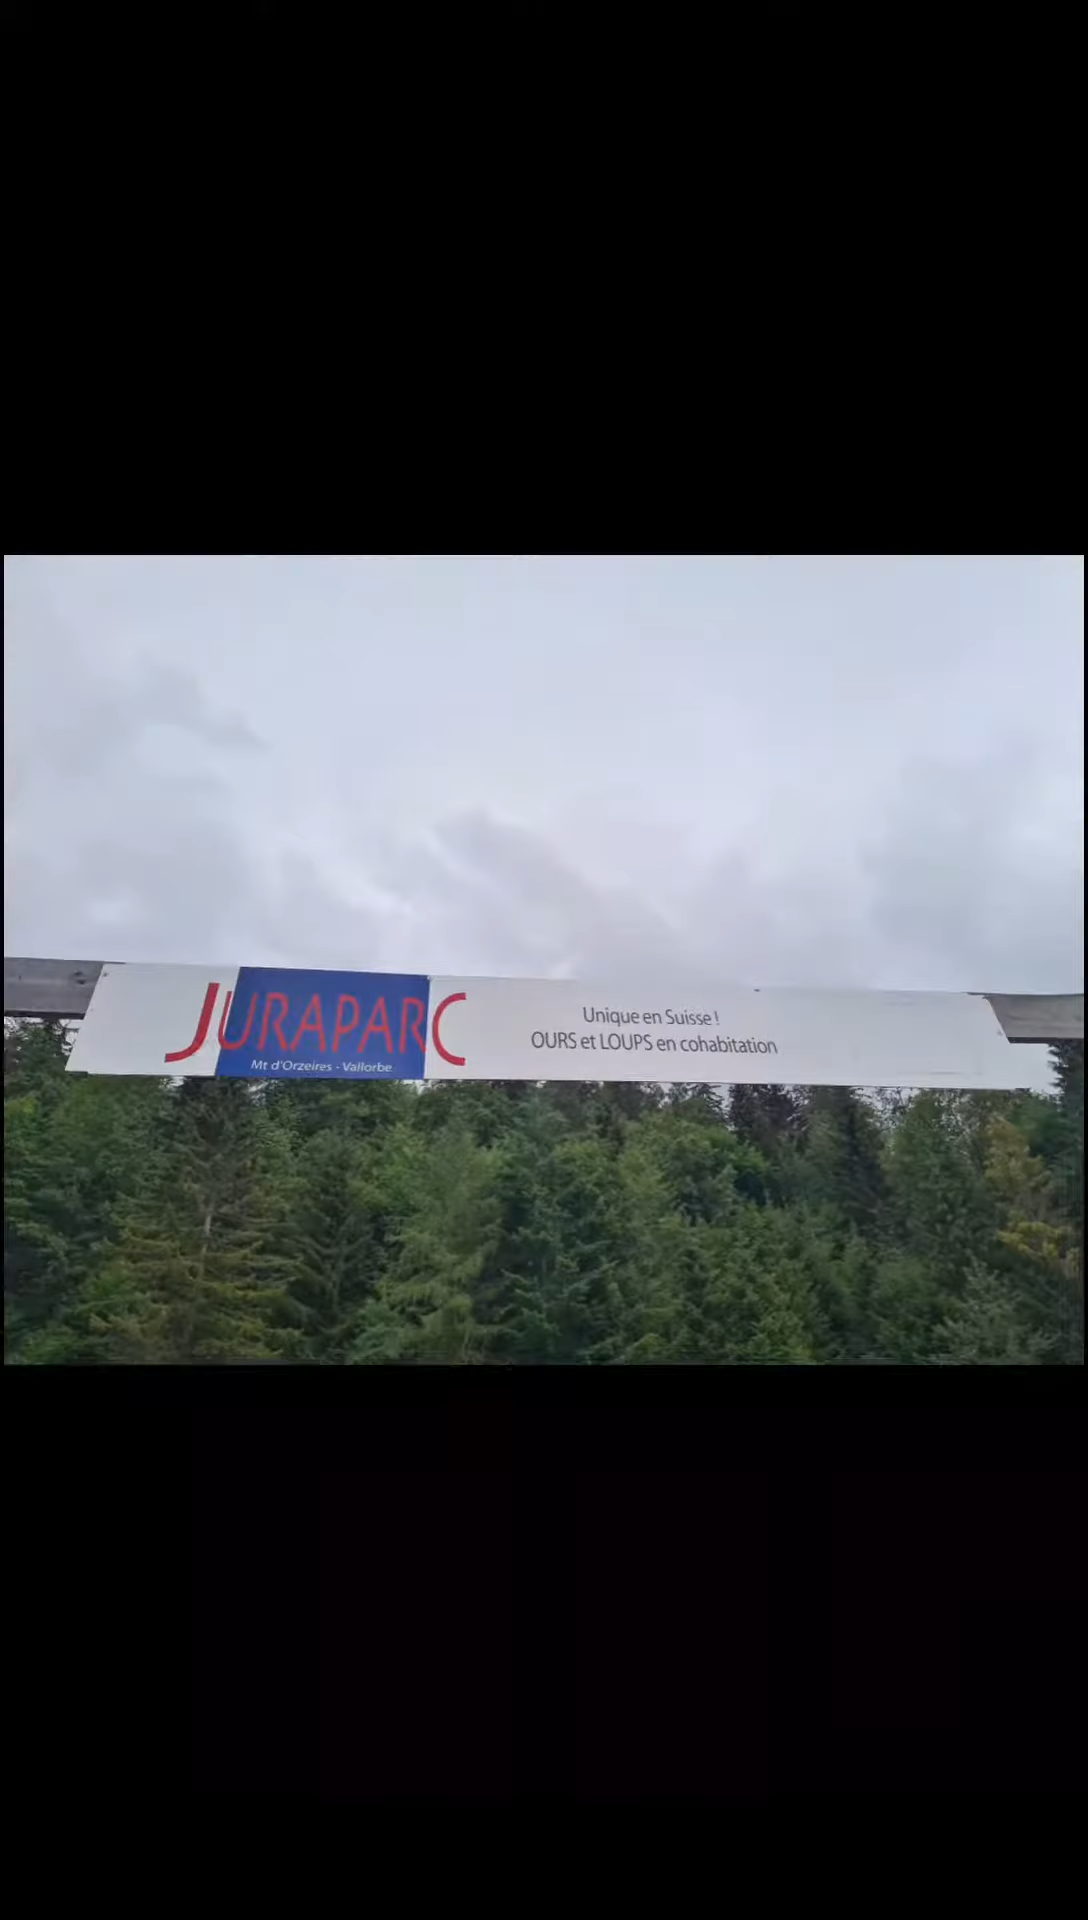 JURAPARC
Mt d'Orzeires - Vallorbe
Unique en Suisse !
OURS et LOUPS en cohabitation